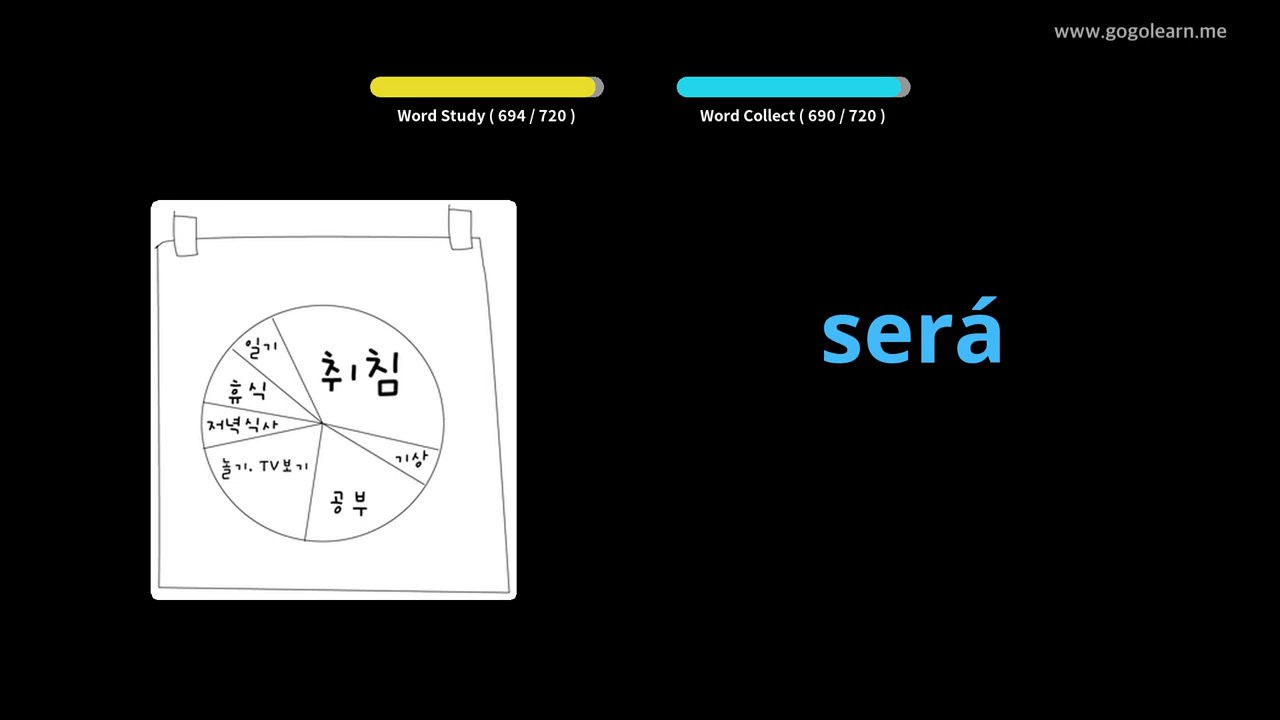 www.gogolearn.me
Word Study ( 694 / 720 )
Word Collect ( 690 / 720 )
será
일기
취침
휴식
저녁식사
기상
놀기. TV보기
공부